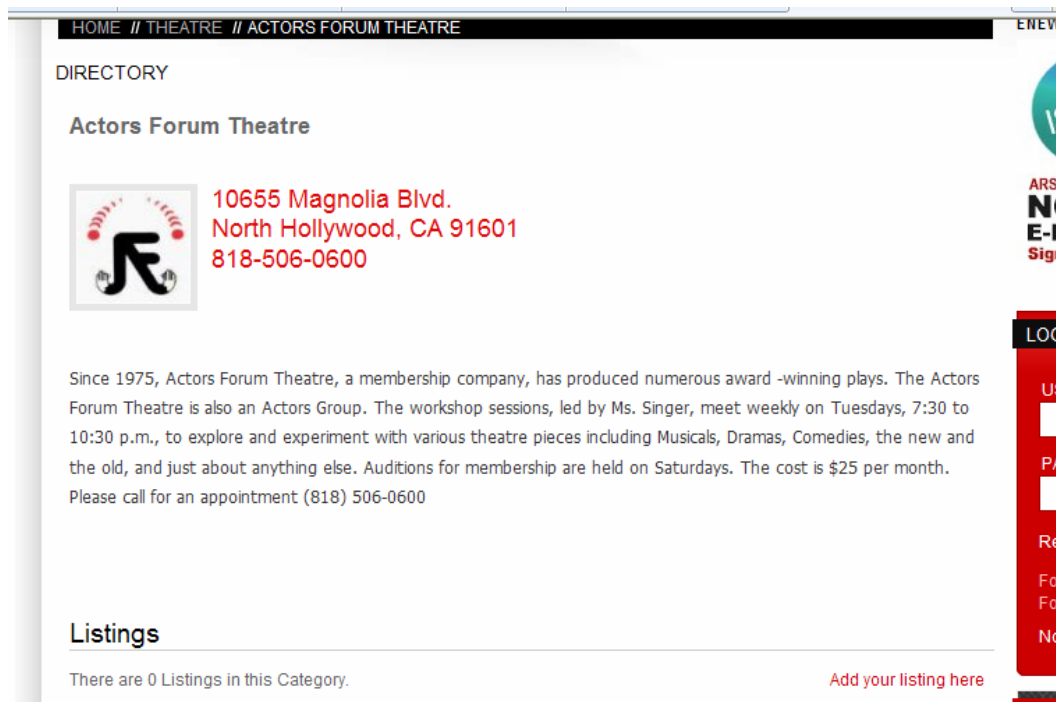 HOME // THEATRE // ACTORS FORUM THEATRE
DIRECTORY
Actors Forum Theatre
10655 Magnolia Blvd.
North Hollywood, CA 91601
818-506-0600
Since 1975, Actors Forum Theatre, a membership company, has produced numerous award -winning plays. The Actors
Forum Theatre is also an Actors Group. The workshop sessions, led by Ms. Singer, meet weekly on Tuesdays, 7:30 to
10:30 p.m., to explore and experiment with various theatre pieces including Musicals, Dramas, Comedies, the new and
the old, and just about anything else. Auditions for membership are held on Saturdays. The cost is $25 per month.
Please call for an appointment (818) 506-0600
Listings
There are 0 Listings in this Category.
Add your listing here